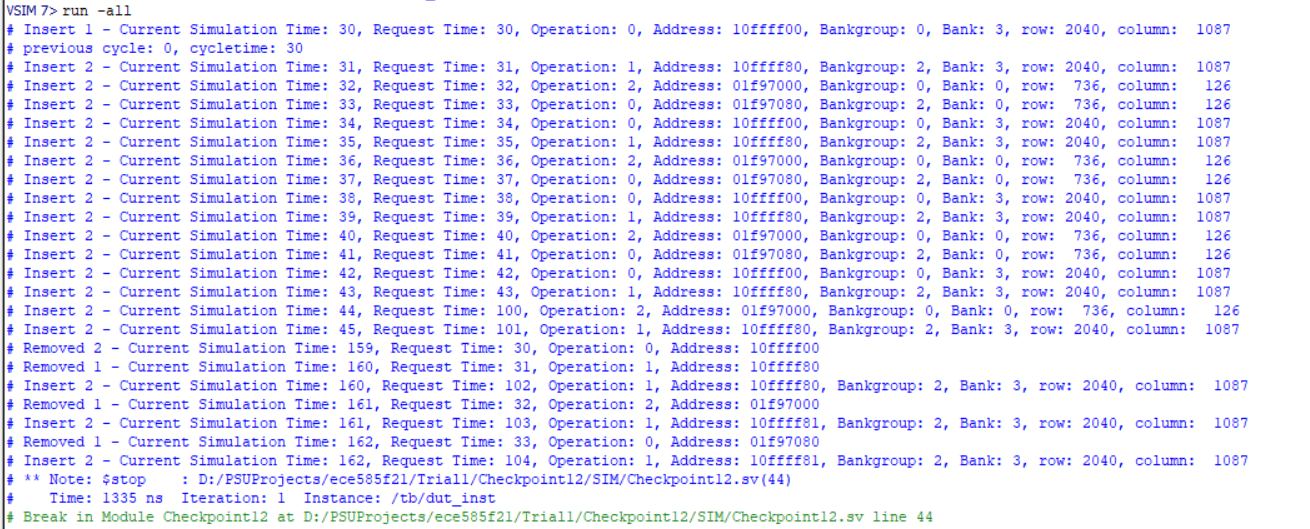 VSIM 7> run -all
# Insert 1 - Current Simulation Time: 30, Request Time: 30, Operation: 0, Address: 10ffff00, Bankgroup: 0, Bank: 3, row: 2040, column:  1087
# previous cycle: 0, cycletime: 30
# Insert 2 - Current Simulation Time: 31, Request Time: 31, Operation: 1, Address: 10ffff80, Bankgroup: 2, Bank: 3, row: 2040, column:  1087
# Insert 2 - Current Simulation Time: 32, Request Time: 32, Operation: 2, Address: 01f97000, Bankgroup: 0, Bank: 0, row:  736, column:   126
# Insert 2 - Current Simulation Time: 33, Request Time: 33, Operation: 0, Address: 01f97080, Bankgroup: 2, Bank: 0, row:  736, column:   126
# Insert 2 - Current Simulation Time: 34, Request Time: 34, Operation: 0, Address: 10ffff00, Bankgroup: 0, Bank: 3, row: 2040, column:  1087
# Insert 2 - Current Simulation Time: 35, Request Time: 35, Operation: 1, Address: 10ffff80, Bankgroup: 2, Bank: 3, row: 2040, column:  1087
# Insert 2 - Current Simulation Time: 36, Request Time: 36, Operation: 2, Address: 01f97000, Bankgroup: 0, Bank: 0, row:  736, column:   126
# Insert 2 - Current Simulation Time: 37, Request Time: 37, Operation: 0, Address: 01f97080, Bankgroup: 2, Bank: 0, row:  736, column:   126
# Insert 2 - Current Simulation Time: 38, Request Time: 38, Operation: 0, Address: 10ffff00, Bankgroup: 0, Bank: 3, row: 2040, column:  1087
# Insert 2 - Current Simulation Time: 39, Request Time: 39, Operation: 1, Address: 10ffff80, Bankgroup: 2, Bank: 3, row: 2040, column:  1087
# Insert 2 - Current Simulation Time: 40, Request Time: 40, Operation: 2, Address: 01f97000, Bankgroup: 0, Bank: 0, row:  736, column:   126
# Insert 2 - Current Simulation Time: 41, Request Time: 41, Operation: 0, Address: 01f97080, Bankgroup: 2, Bank: 0, row:  736, column:   126
# Insert 2 - Current Simulation Time: 42, Request Time: 42, Operation: 0, Address: 10ffff00, Bankgroup: 0, Bank: 3, row: 2040, column:  1087
# Insert 2 - Current Simulation Time: 43, Request Time: 43, Operation: 1, Address: 10ffff80, Bankgroup: 2, Bank: 3, row: 2040, column:  1087
# Insert 2 - Current Simulation Time: 44, Request Time: 100, Operation: 2, Address: 01f97000, Bankgroup: 0, Bank: 0, row:  736, column:   126
# Insert 2 - Current Simulation Time: 45, Request Time: 101, Operation: 1, Address: 10ffff80, Bankgroup: 2, Bank: 3, row: 2040, column:  1087
# Removed 2 - Current Simulation Time: 159, Request Time: 30, Operation: 0, Address: 10ffff00
# Removed 1 - Current Simulation Time: 160, Request Time: 31, Operation: 1, Address: 10ffff80
# Insert 2 - Current Simulation Time: 160, Request Time: 102, Operation: 1, Address: 10ffff80, Bankgroup: 2, Bank: 3, row: 2040, column:  1087
# Removed 1 - Current Simulation Time: 161, Request Time: 32, Operation: 2, Address: 01f97000
# Insert 2 - Current Simulation Time: 161, Request Time: 103, Operation: 1, Address: 10ffff81, Bankgroup: 2, Bank: 3, row: 2040, column:  1087
# Removed 1 - Current Simulation Time: 162, Request Time: 33, Operation: 0, Address: 01f97080
# Insert 2 - Current Simulation Time: 162, Request Time: 104, Operation: 1, Address: 10ffff81, Bankgroup: 2, Bank: 3, row: 2040, column:  1087
# ** Note: $stop    : D:/PSUProjects/ece585f21/Trial1/Checkpoint12/SIM/Checkpoint12.sv(44)
#    Time: 1335 ns  Iteration: 1  Instance: /tb/dut_inst
# Break in Module Checkpoint12 at D:/PSUProjects/ece585f21/Trial1/Checkpoint12/SIM/Checkpoint12.sv line 44